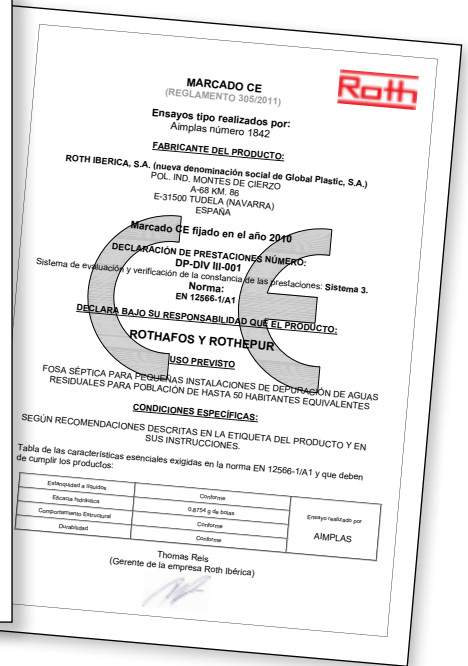 Roth
MARCADO CE
(REGLAMENTO 305/2011)
Ensayos tipo realizados por:
Aimplas número 1842
FABRICANTE DEL PRODUCTO:
ROTH IBERICA, S.A. (nueva denominación social de Global Plastic, S.A.)
POL. IND. MONTES DE CIERZO
A-68 KM. 86
E-31500 TUDELA (NAVARRA)
ESPAÑA
Marcado CE fijado en el año 2010
DECLARACIÓN DE PRESTACIONES NÚMERO:
DP-DIV III-001
Sistema de evaluación y verificación de la constancia de las prestaciones: Sistema 3.
Norma:
EN 12566-1/A1
DECLARA BAJO SU RESPONSABILIDAD QUE EL PRODUCTO:
ROTHAFOS Y ROTHEPUR
USO PREVISTO
FOSA SÉPTICA PARA PEQUEÑAS INSTALACIONES DE DEPURACIÓN DE AGUAS
RESIDUALES PARA POBLACIÓN DE HASTA 50 HABITANTES EQUIVALENTES
CONDICIONES ESPECÍFICAS:
SEGÚN RECOMENDACIONES DESCRITAS EN LA ETIQUETA DEL PRODUCTO Y EN
SUS INSTRUCCIONES.
Tabla de las características esenciales exigidas en la norma EN 12566-1/A1 y que deben
de cumplir los productos:
Estanquidad a líquidos Conforme
Eficacia hidráulica 0.8754 g de bolas
Comportamiento Estructural Conforme
Durabilidad Conforme
Ensayo realizado por
AIMPLAS
Thomas Reis
(Gerente de la empresa Roth Ibérica)